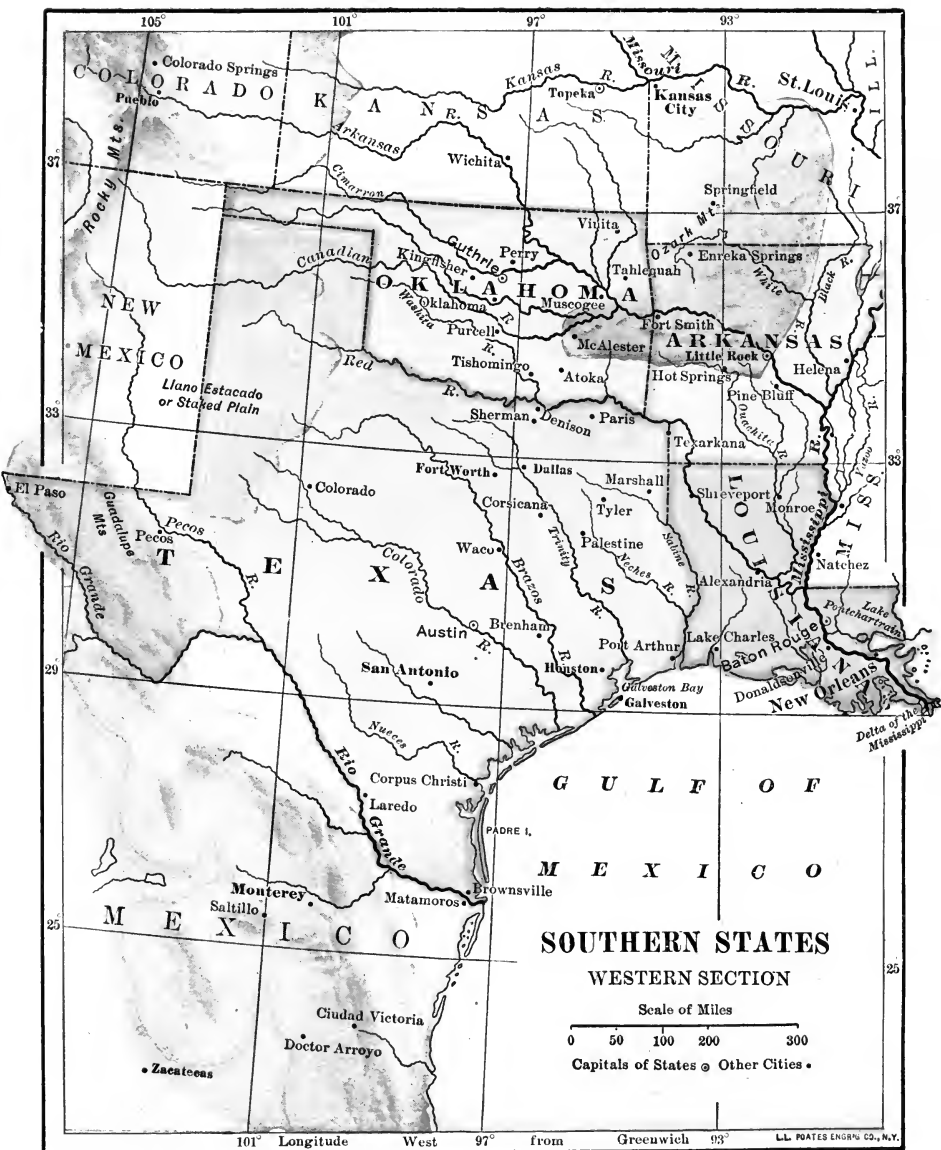 105°
101°
97°
93°
Colorado Springs
COLORADO
Pueblo
KANSAS
Kansas R.
Topeka
Missouri R.
Kansas City
MISSOURI
St. Louis
ILL.
Arkansas R.
Wichita
Rocky Mts.
37°
37°
Cimarron
Springfield
Vinita
Ozark Mt.
Eureka Springs
Guthrie
Perry
Kingfisher
Canadian R.
Tahlequah
White R.
Black R.
OKLAHOMA
Oklahoma
Muscogee
Washita R.
Fort Smith
NEW MEXICO
Purcell
McAlester
ARKANSAS
Little Rock
Helena
Tishomingo
Atoka
Hot Springs
Pine Bluff
Red R.
Llano Estacado
or Staked Plain
Ouachita R.
Sherman
Denison
Paris
Texarkana
33°
33°
Yazoo R.
Fort Worth
Dallas
Marshall
Shreveport
Monroe
El Paso
Colorado
Corsicana
Tyler
LOUISIANA
Mississippi R.
MISS.
Guadalupe Mts
Pecos
Pecos R.
Rio Grande
TEXAS
Waco
Palestine
Trinity R.
Neches R.
Sabine R.
Natchez
Alexandria
Colorado R.
Brazos R.
Lake Pontchartrain
Austin
Brenham
Port Arthur
Lake Charles
Baton Rouge
29°
29°
San Antonio
Houston
Donaldsonville
New Orleans
Galveston Bay
Galveston
Delta of the
Mississippi
Nueces R.
Rio Grande
Corpus Christi
Laredo
PADRE I.
GULF OF
MEXICO
Monterey
Saltillo
Matamoros
Brownsville
25°
25°
MEXICO
SOUTHERN STATES
WESTERN SECTION
Scale of Miles
0 50 100 200 300
Capitals of States Other Cities
Ciudad Victoria
Doctor Arroyo
Zacatecas
101° Longitude West 97° from Greenwich 93°
L.L. POATES ENGR'G CO., N.Y.